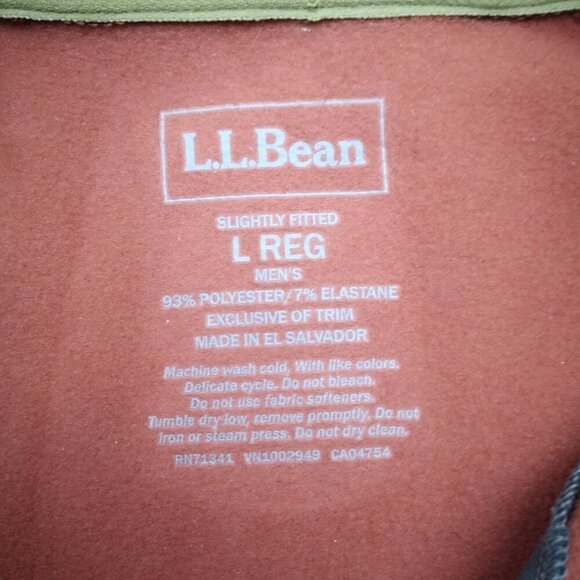 L.L.Bean
SLIGHTLY FITTED
L REG
MEN'S
93% POLYESTER/7% ELASTANE
EXCLUSIVE OF TRIM
MADE IN EL SALVADOR
Machine wash cold, With like colors.
Delicate cycle. Do not bleach.
Do not use fabric softeners.
Tumble dry low, remove promptly. Do not
iron or steam press. Do not dry clean.
RN71341 VN1002949 CA04754